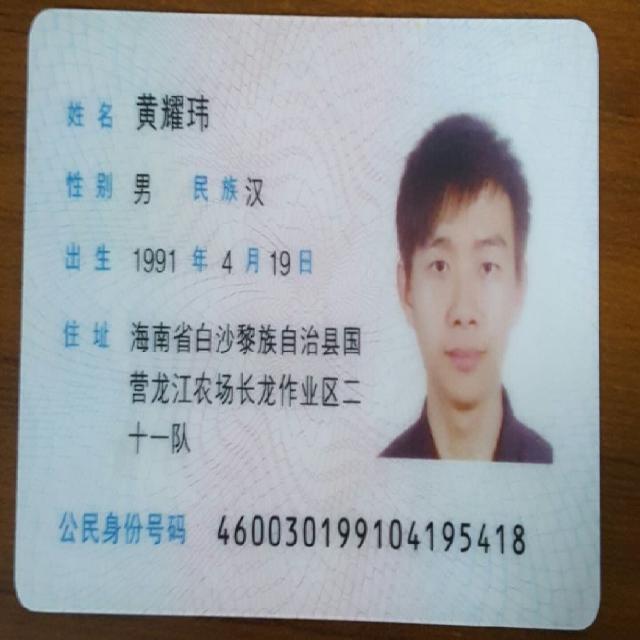 姓名 黄耀玮
性别 男 民族 汉
出生 1991 年 4 月 19 日
住址 海南省白沙黎族自治县国
营龙江农场长龙作业区二
十一队
公民身份号码 460030199104195418